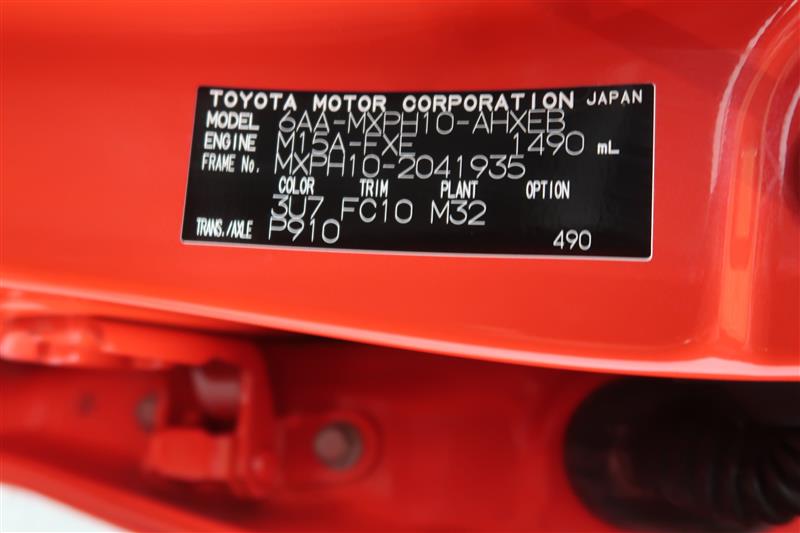 TOYOTA MOTOR CORPORATION JAPAN
MODEL 6AA-MXPH10-AHXEB
ENGINE M15A-FXE 1490 mL
FRAME No. MXPH10-2041935
COLOR TRIM PLANT OPTION
3U7 FC10 M32
TRANS./AXLE P910 490